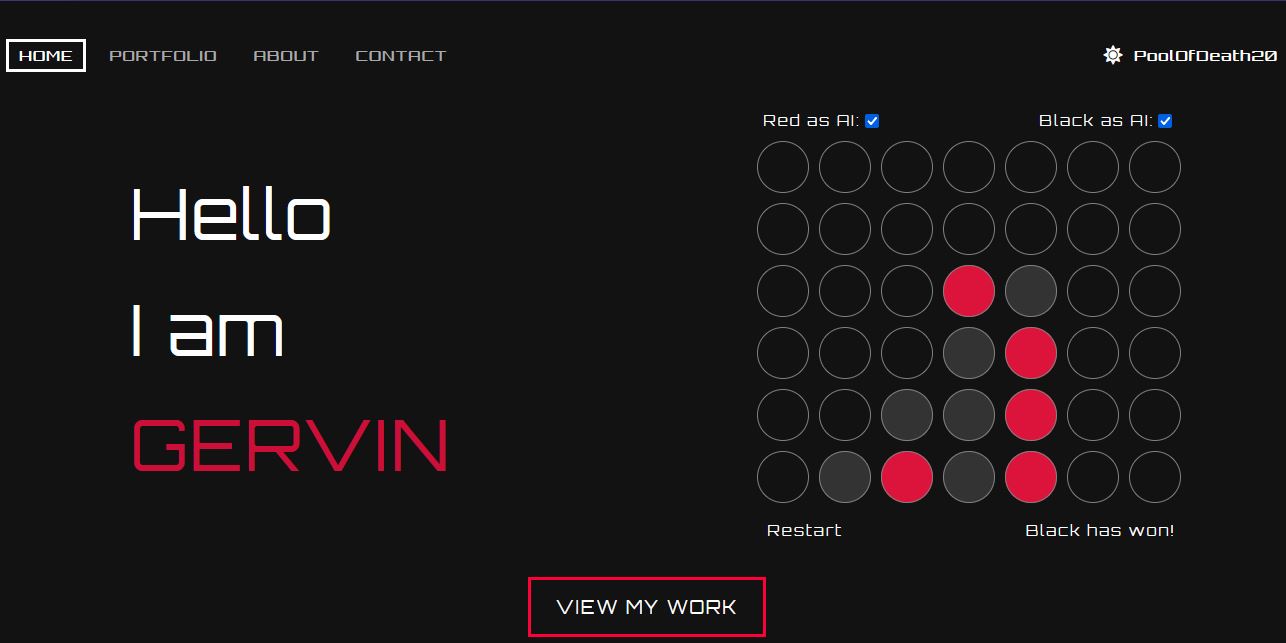 HOME PORTFOLIO ABOUT CONTACT PoolOfDeath20
Red as AI: Black as AI:
Hello
I am
GERVIN
Restart Black has won!
VIEW MY WORK